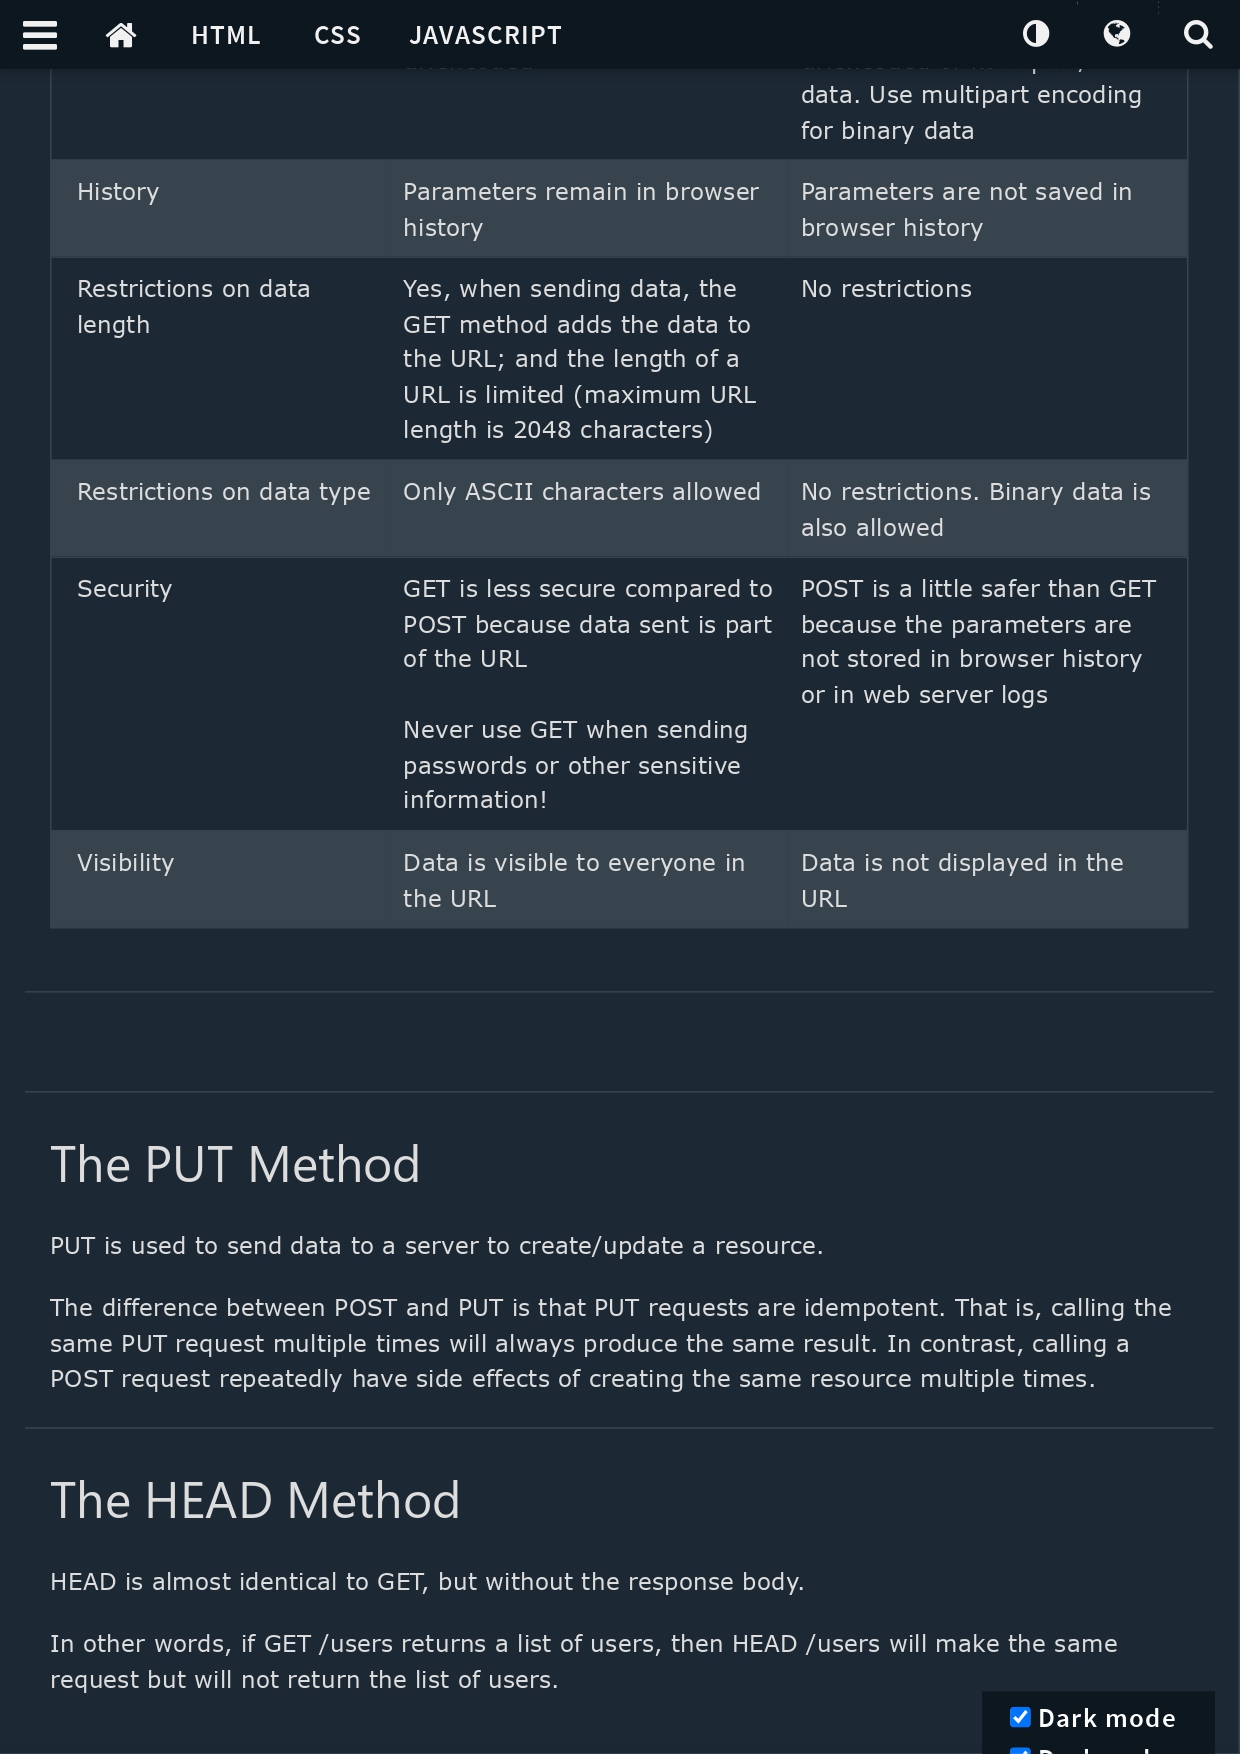 HTML CSS JAVASCRIPT
data. Use multipart encoding
for binary data
History
Parameters remain in browser
history
Parameters are not saved in
browser history
Restrictions on data
length
Yes, when sending data, the
GET method adds the data to
the URL; and the length of a
URL is limited (maximum URL
length is 2048 characters)
No restrictions
Restrictions on data type
Only ASCII characters allowed
No restrictions. Binary data is
also allowed
Security
GET is less secure compared to
POST because data sent is part
of the URL
Never use GET when sending
passwords or other sensitive
information!
POST is a little safer than GET
because the parameters are
not stored in browser history
or in web server logs
Visibility
Data is visible to everyone in
the URL
Data is not displayed in the
URL
The PUT Method
PUT is used to send data to a server to create/update a resource.
The difference between POST and PUT is that PUT requests are idempotent. That is, calling the
same PUT request multiple times will always produce the same result. In contrast, calling a
POST request repeatedly have side effects of creating the same resource multiple times.
The HEAD Method
HEAD is almost identical to GET, but without the response body.
In other words, if GET /users returns a list of users, then HEAD /users will make the same
request but will not return the list of users.
Dark mode